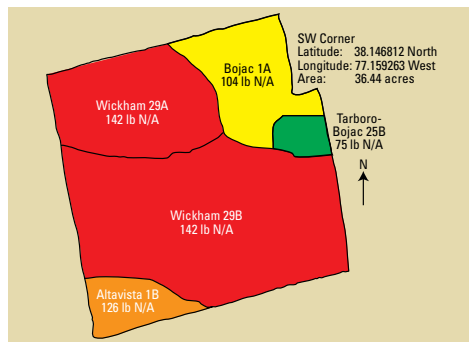 SW Corner
Latitude: 38.146812 North
Longitude: 77.159263 West
Area: 36.44 acres
Bojac 1A
104 lb N/A
Wickham 29A
142 lb N/A
Tarboro-
Bojac 25B
75 lb N/A
N
Wickham 29B
142 lb N/A
Altavista 1B
126 lb N/A